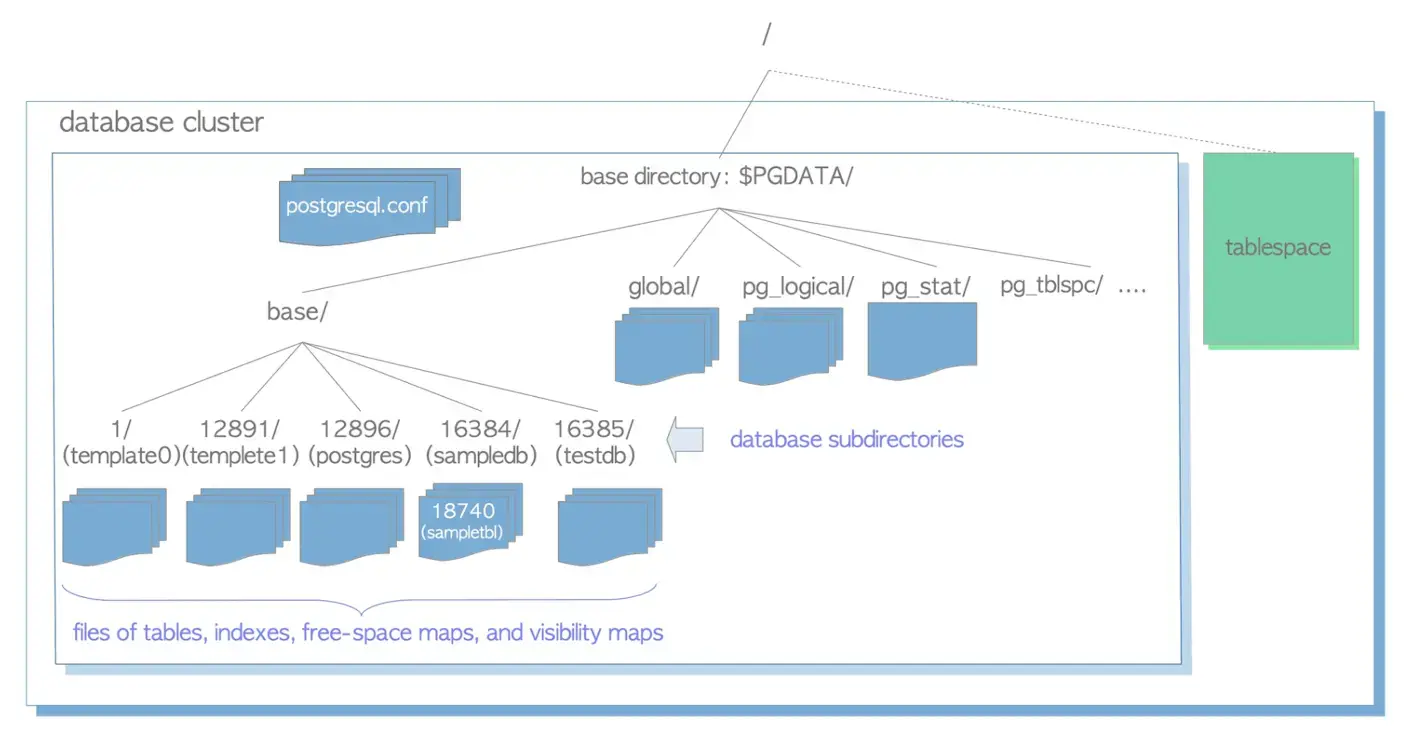 /
database cluster
base directory: $PGDATA/
postgresql.conf
tablespace
base/
global/
pg_logical/
pg_stat/
pg_tblspc/ ....
1/
(template0)
12891/
(templete1)
12896/
(postgres)
16384/
(sampledb)
16385/
(testdb)
database subdirectories
18740
(sampletbl)
files of tables, indexes, free-space maps, and visibility maps